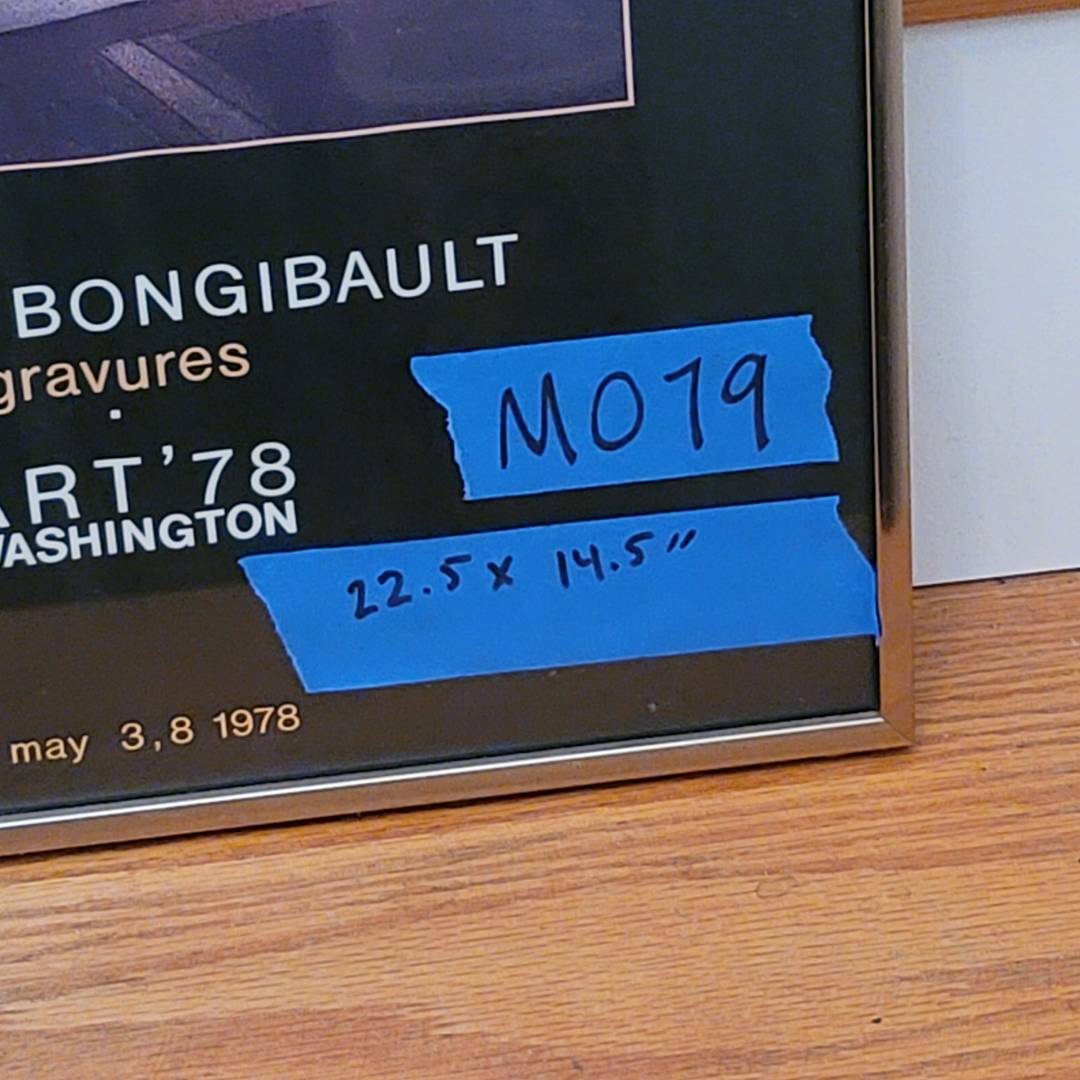 BONGIBAULT
gravures
·
ART'78
WASHINGTON
may 3,8 1978
M079
22.5 x 14.5"